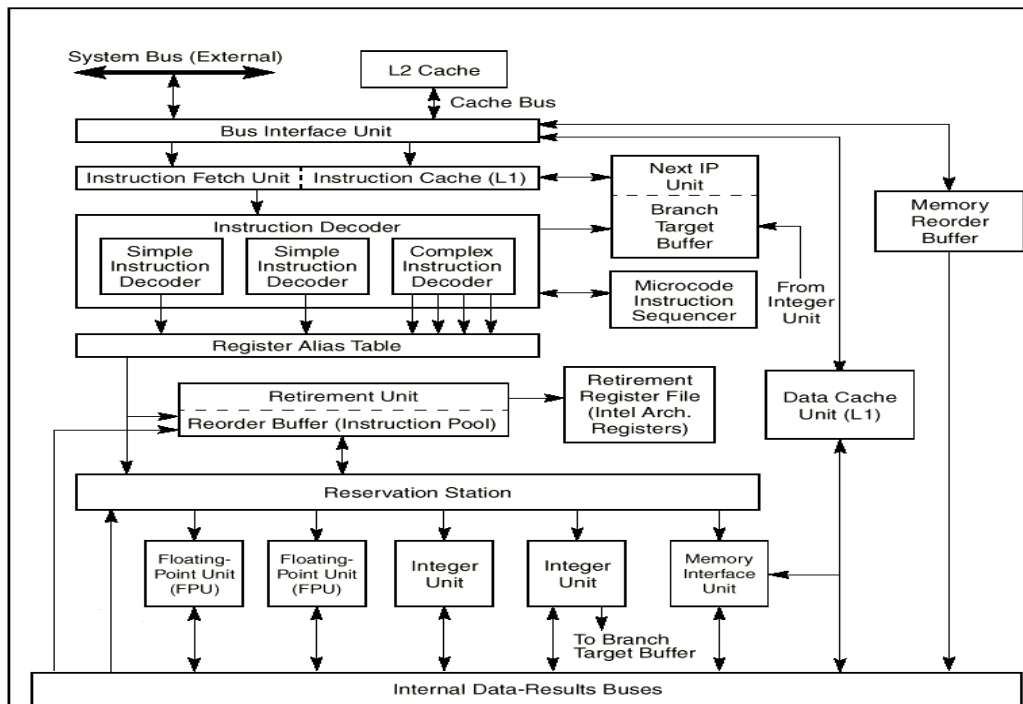 System Bus (External)
L2 Cache
Cache Bus
Bus Interface Unit
Instruction Fetch Unit
Instruction Cache (L1)
Next IP
Unit
Branch
Target
Buffer
Memory
Reorder
Buffer
Instruction Decoder
Simple
Instruction
Decoder
Simple
Instruction
Decoder
Complex
Instruction
Decoder
Microcode
Instruction
Sequencer
From
Integer
Unit
Register Alias Table
Retirement Unit
Reorder Buffer (Instruction Pool)
Retirement
Register File
(Intel Arch.
Registers)
Data Cache
Unit (L1)
Reservation Station
Floating-
Point Unit
(FPU)
Floating-
Point Unit
(FPU)
Integer
Unit
Integer
Unit
Memory
Interface
Unit
To Branch
Target Buffer
Internal Data-Results Buses